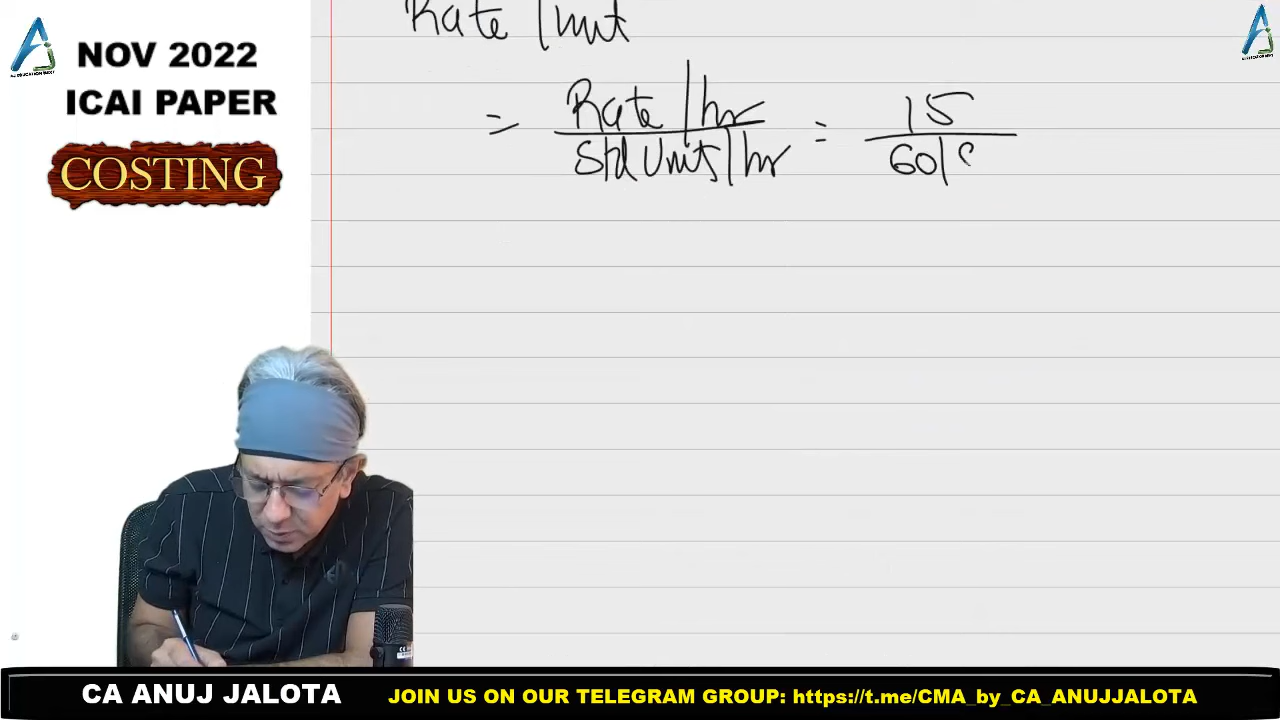 NOV 2022
ICAI PAPER
COSTING
Rate / unit
= Rate / hr / Std Units / hr = 15 / 60/
CA ANUJ JALOTA
JOIN US ON OUR TELEGRAM GROUP: https://t.me/CMA_by_CA_ANUJJALOTA